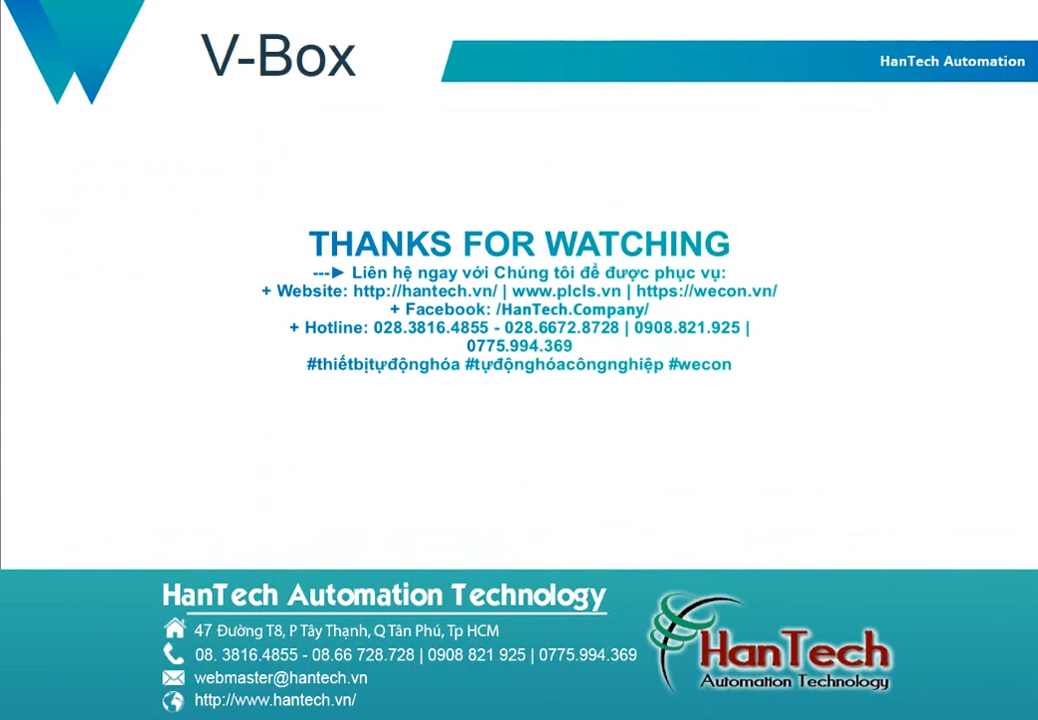 V-Box
HanTech Automation
THANKS FOR WATCHING
---► Liên hệ ngay với Chúng tôi để được phục vụ:
+ Website: http://hantech.vn/ | www.plcls.vn | https://wecon.vn/
+ Facebook: /HanTech.Company/
+ Hotline: 028.3816.4855 - 028.6672.8728 | 0908.821.925 |
0775.994.369
#thiếtbịtựđộnghóa #tựđộnghóacôngnghiệp #wecon
HanTech Automation Technology
47 Đường T8, P Tây Thạnh, Q Tân Phú, Tp HCM
08. 3816.4855 - 08.66 728.728 | 0908 821 925 | 0775.994.369
webmaster@hantech.vn
http://www.hantech.vn/
HanTech
Automation Technology